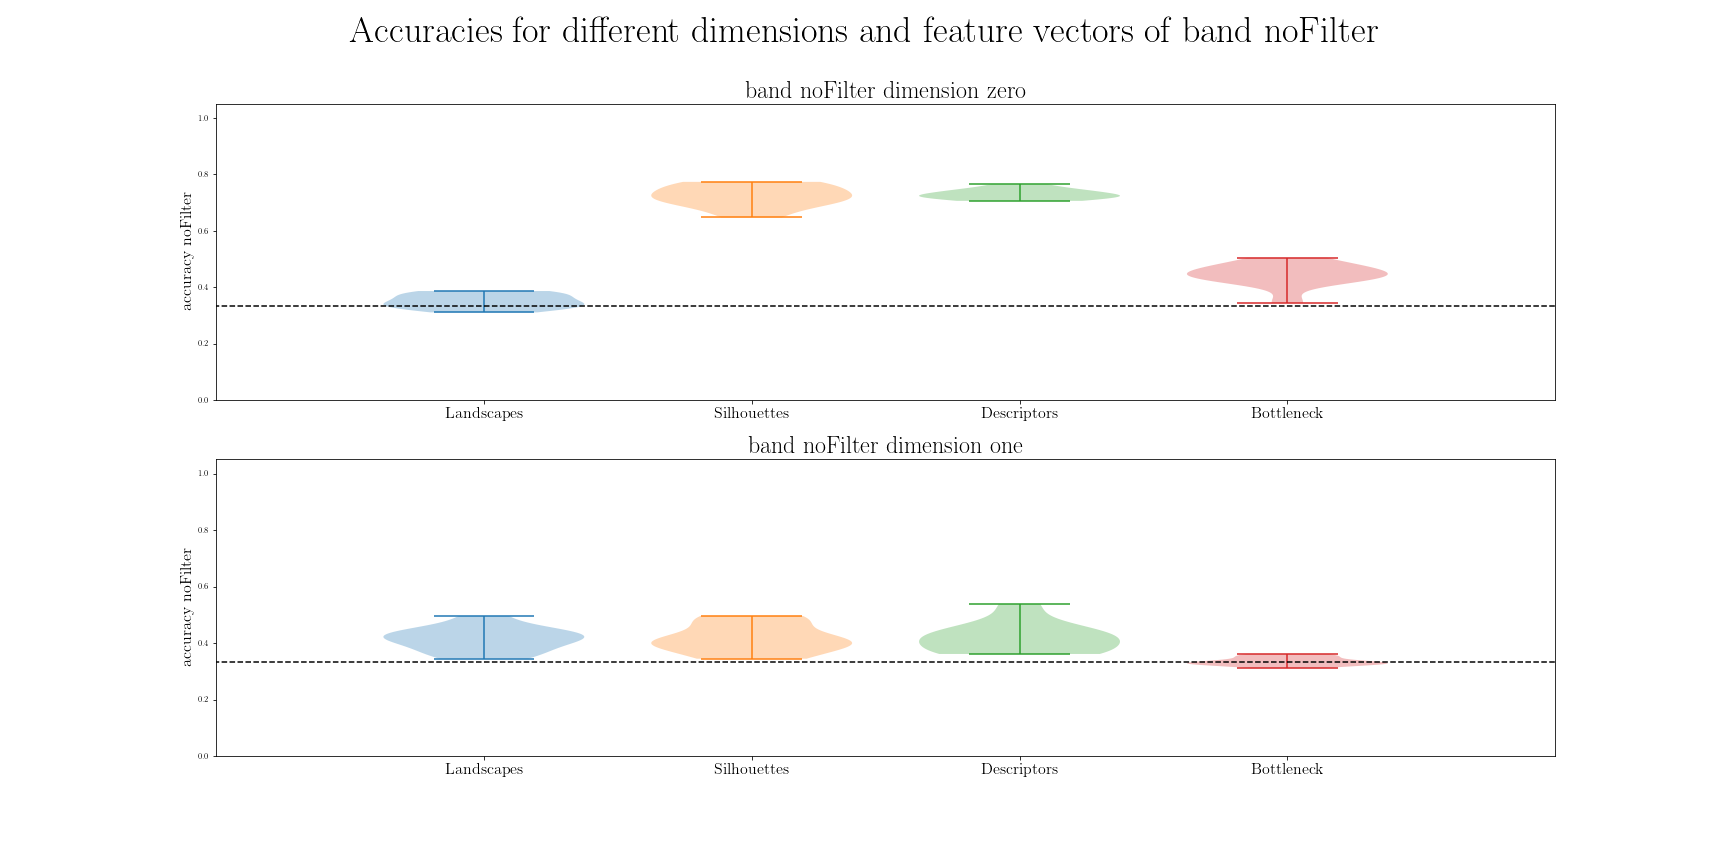 Accuracies for different dimensions and feature vectors of band noFilter
band noFilter dimension zero
accuracy noFilter
1.0
0.8
0.6
0.4
0.2
0.0
Landscapes Silhouettes Descriptors Bottleneck
band noFilter dimension one
accuracy noFilter
1.0
0.8
0.6
0.4
0.2
0.0
Landscapes Silhouettes Descriptors Bottleneck